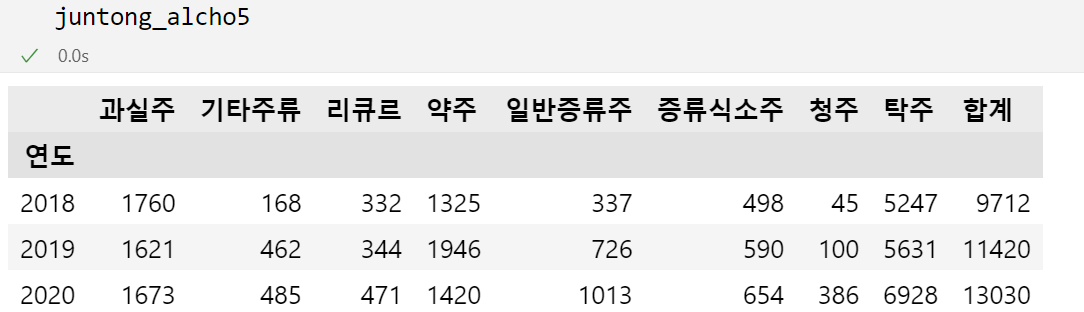 juntong_alcho5
✓ 0.0s
과실주 기타주류 리큐르 약주 일반증류주 증류식소주 청주 탁주 합계
연도
2018 1760 168 332 1325 337 498 45 5247 9712
2019 1621 462 344 1946 726 590 100 5631 11420
2020 1673 485 471 1420 1013 654 386 6928 13030